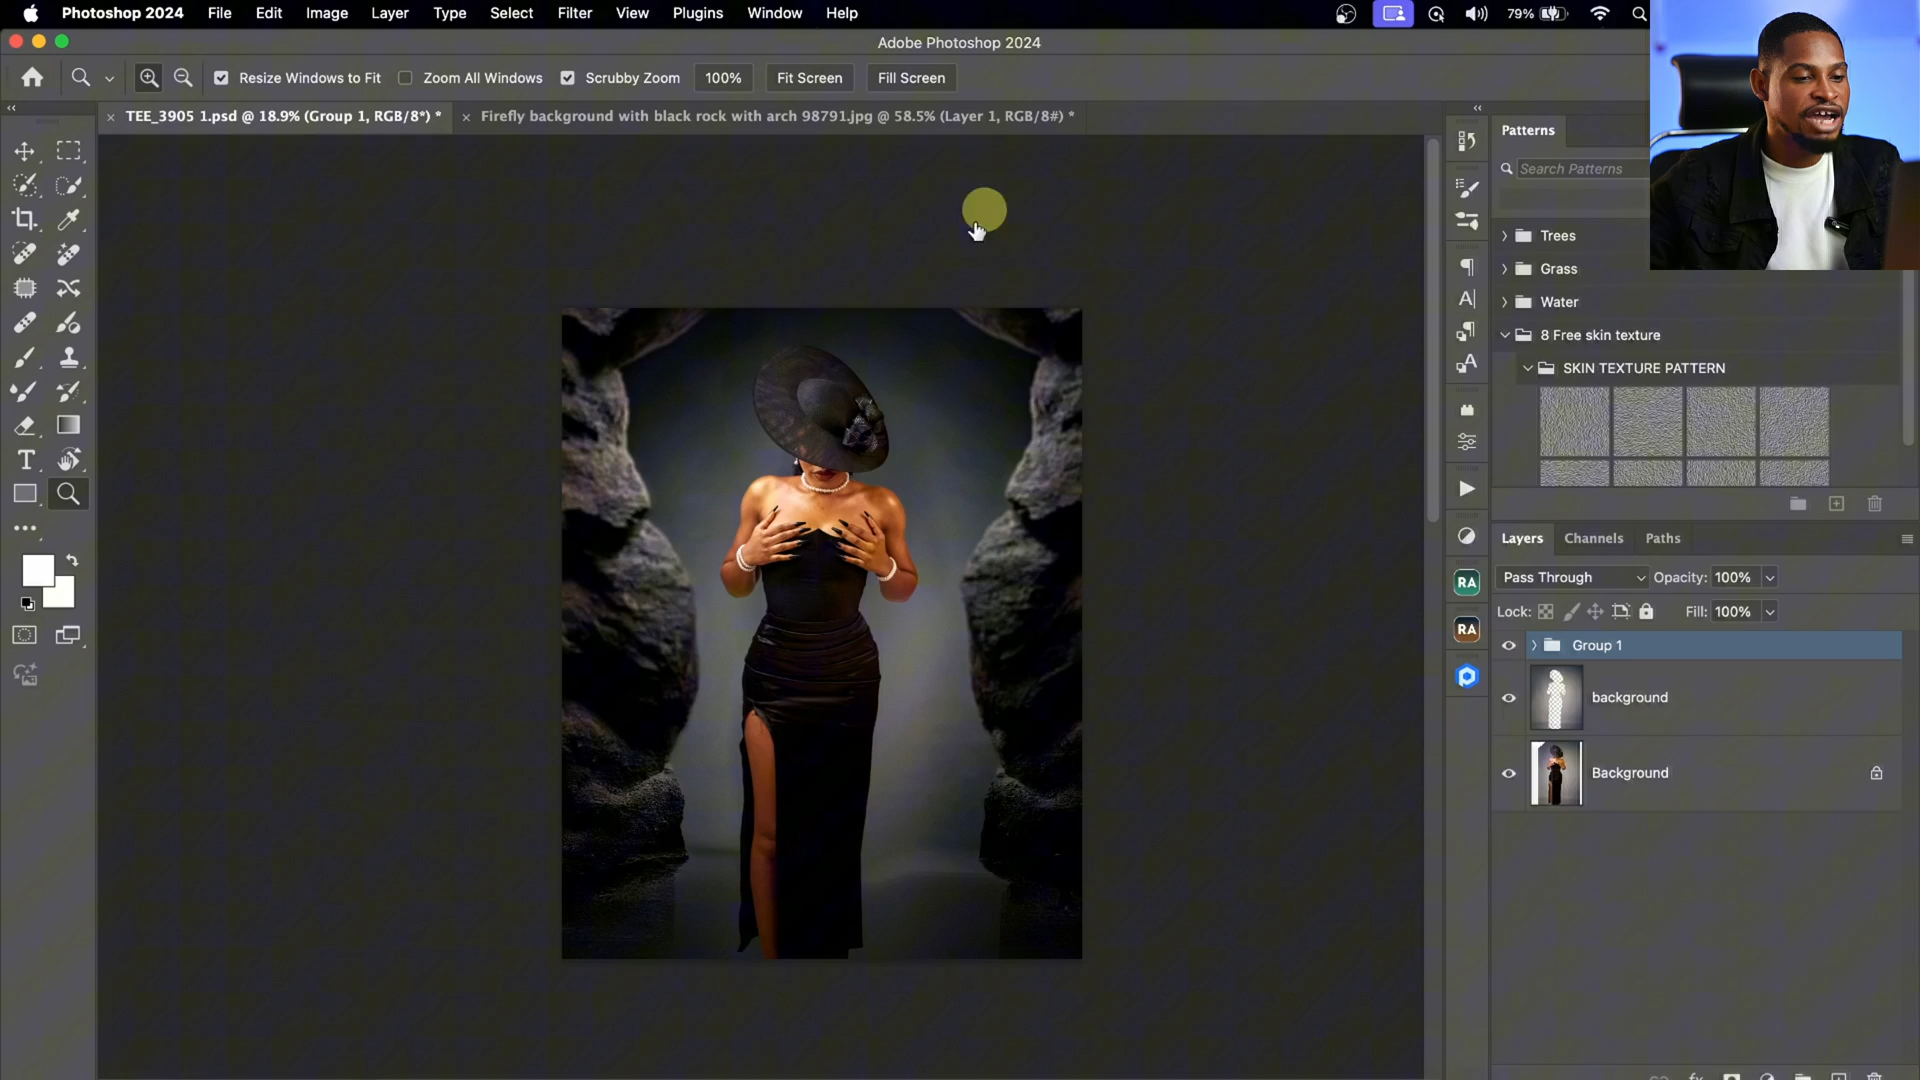 Photoshop 2024 File Edit Image Layer Type Select Filter View Plugins Window Help 79%
Adobe Photoshop 2024
Resize Windows to Fit Zoom All Windows Scrubby Zoom 100% Fit Screen Fill Screen
TEE_3905 1.psd @ 18.9% (Group 1, RGB/8*) * Firefly background with black rock with arch 98791.jpg @ 58.5% (Layer 1, RGB/8#) *
Patterns
Search Patterns
Trees
Grass
Water
8 Free skin texture
SKIN TEXTURE PATTERN
Layers Channels Paths
Pass Through Opacity: 100%
Lock: Fill: 100%
RA
RA
Group 1
background
Background